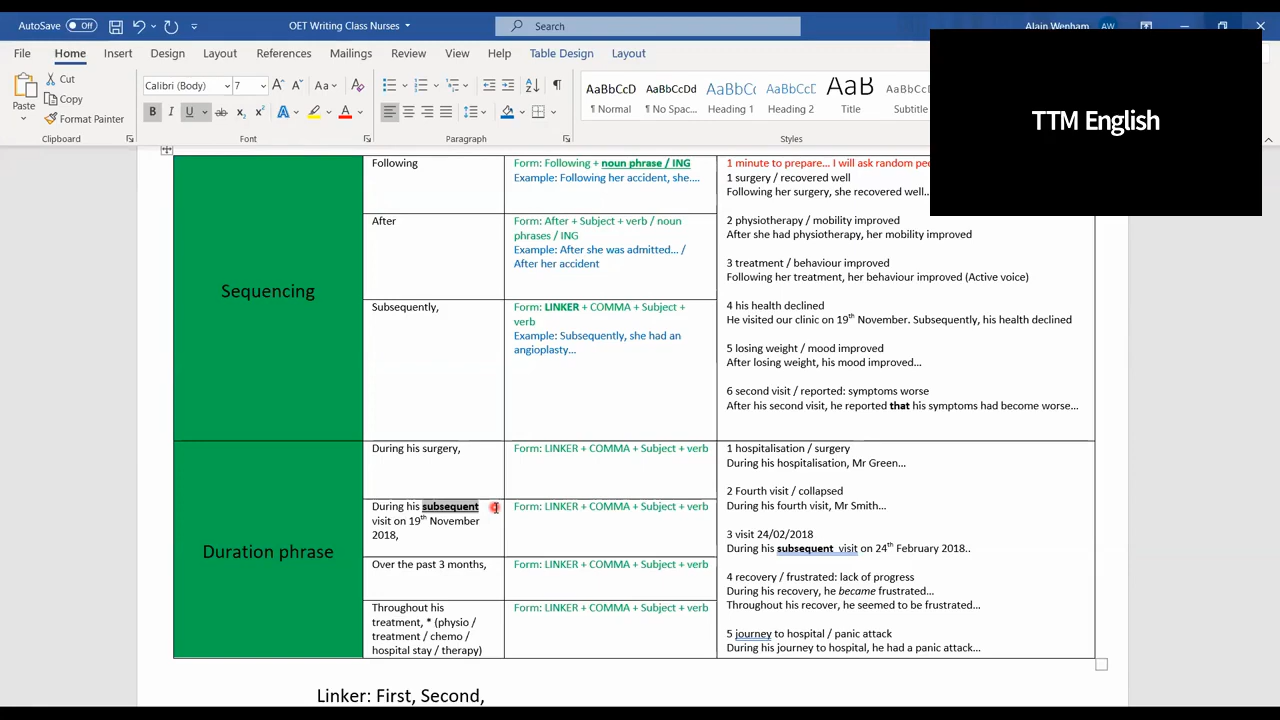 AutoSave Off
OET Writing Class Nurses
Search
Alain Wenham AW
File Home Insert Draw Design Layout References Mailings Review View Help Table Design Layout
Paste
Cut
Copy
Format Painter
Calibri (Body) 7
AaBbCcD
¶ Normal
AaBbCcDd
¶ No Spac...
AaBbCcD
Heading 1
AaBbCcD
Heading 2
AaB
Title
Subtitle
Clipboard
Font
Paragraph
Styles
TTM English
Sequencing
Following
Form: Following + noun phrase / ING
Example: Following her accident, she....
After
Form: After + Subject + verb / noun
phrases / ING
Example: After she was admitted... /
After her accident
Subsequently,
Form: LINKER + COMMA + Subject +
verb
Example: Subsequently, she had an
angioplasty...
1 minute to prepare... I will ask random
1 surgery / recovered well
Following her surgery, she recovered well..
2 physiotherapy / mobility improved
After she had physiotherapy, her mobility improved
3 treatment / behaviour improved
Following her treatment, her behaviour improved (Active voice)
4 his health declined
He visited our clinic on 19th November. Subsequently, his health declined
5 losing weight / mood improved
After losing weight, his mood improved...
6 second visit / reported: symptoms worse
After his second visit, he reported that his symptoms had become worse...
Duration phrase
During his surgery,
Form: LINKER + COMMA + Subject + verb
During his subsequent
visit on 19th November
2018,
Form: LINKER + COMMA + Subject + verb
Over the past 3 months,
Form: LINKER + COMMA + Subject + verb
Throughout his
treatment, * (physio /
treatment / chemo /
hospital stay / therapy)
Form: LINKER + COMMA + Subject + verb
1 hospitalisation / surgery
During his hospitalisation, Mr Green...
2 Fourth visit / collapsed
During his fourth visit, Mr Smith...
3 visit 24/02/2018
During his subsequent visit on 24th February 2018..
4 recovery / frustrated: lack of progress
During his recovery, he became frustrated...
Throughout his recover, he seemed to be frustrated...
5 journey to hospital / panic attack
During his journey to hospital, he had a panic attack...
Linker: First, Second,